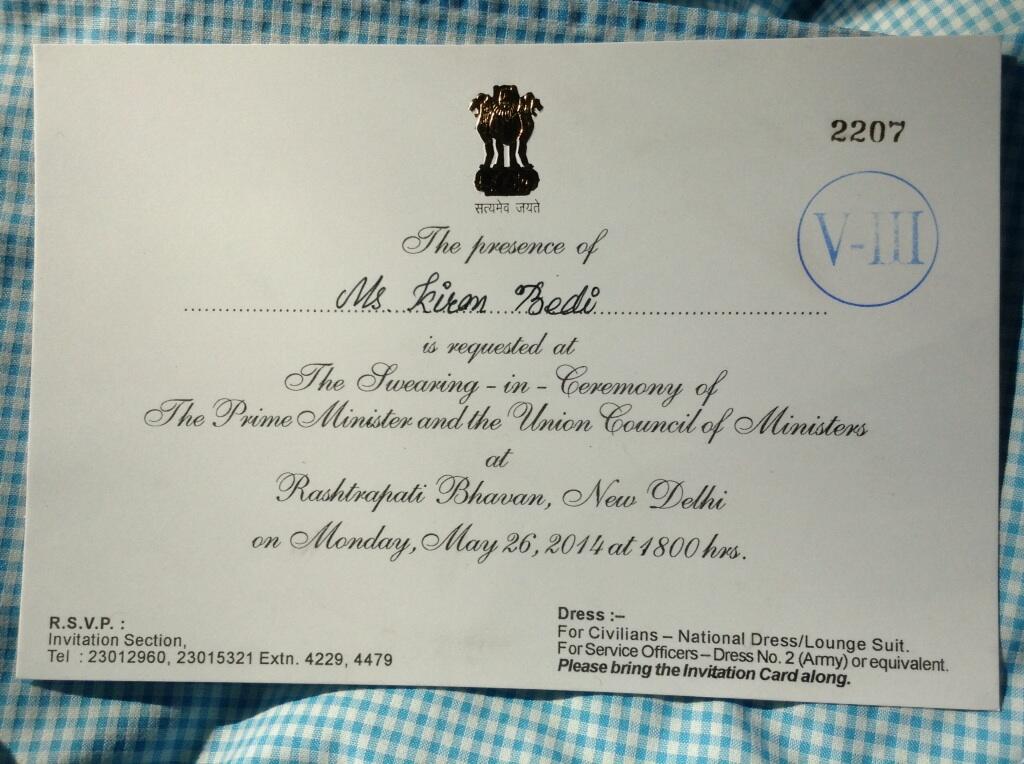 2207
सत्यमेव जयते
V-III
The presence of
Ms. Kiran Bedi
is requested at
The Swearing - in - Ceremony of
The Prime Minister and the Union Council of Ministers
at
Rashtrapati Bhavan, New Delhi
on Monday, May 26, 2014 at 1800 hrs.
R.S.V.P. :
Invitation Section,
Tel : 23012960, 23015321 Extn. 4229, 4479
Dress :–
For Civilians – National Dress/Lounge Suit.
For Service Officers – Dress No. 2 (Army) or equivalent.
Please bring the Invitation Card along.